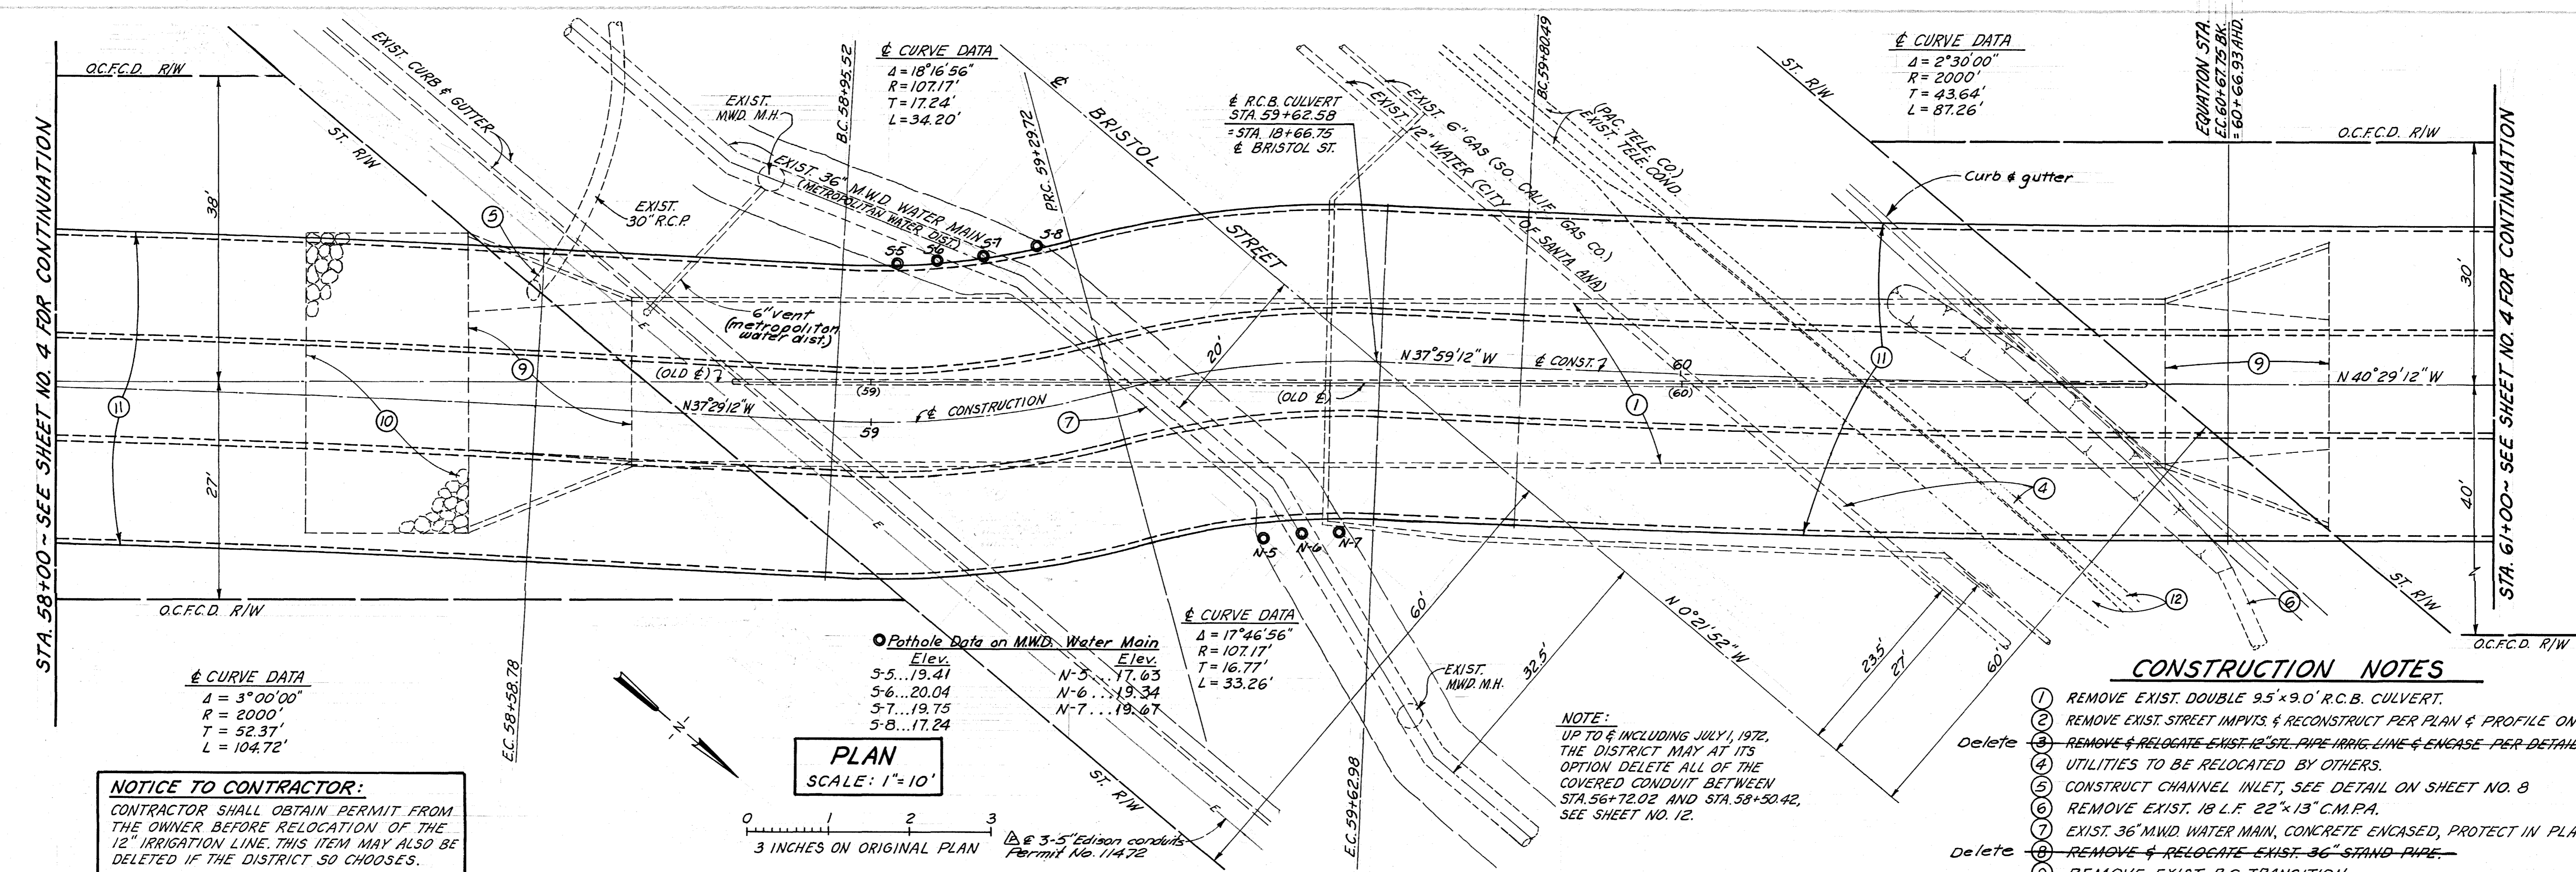 STA. 58+00 ~ SEE SHEET NO. 4 FOR CONTINUATION
O.C.F.C.D. R/W
38'
27'
ST. R/W
EXIST. CURB & GUTTER
5
EXIST.
30" R.C.P.
EXIST.
MWD. M.H.
B.C. 58+95.52
℄ CURVE DATA
Δ = 18°16'56"
R = 107.17'
T = 17.24'
L = 34.20'
EXIST. 36" M.W.D. WATER MAIN
(METROPOLITAN WATER DIST.)
S-5
S-6
S-7
S-8
P.R.C. 59+29.72
℄ BRISTOL STREET
℄ R.C.B. CULVERT
STA. 59+62.58
= STA. 18+66.75
℄ BRISTOL ST.
B.C. 59+80.49
EXIST. 6" GAS (SO. CALIF. GAS CO.)
EXIST. 12" WATER (CITY OF SANTA ANA)
(PAC. TELE. CO.)
EXIST. TELE. COND.
ST. R/W
℄ CURVE DATA
Δ = 2°30'00"
R = 2000'
T = 43.64'
L = 87.26'
EQUATION STA.
E.C. 60+67.75 BK.
= 60+66.93 AHD.
O.C.F.C.D. R/W
Curb & gutter
30'
40'
STA. 61+00 ~ SEE SHEET NO. 4 FOR CONTINUATION
6" vent
(metropoliton
water dist.)
E
9
10
11
(OLD ℄)
(59)
N37°29'12"W
59
℄ CONSTRUCTION
7
20'
(OLD ℄)
N 37°59'12" W
℄ CONST.
60
(60)
1
11
9
N 40°29'12" W
4
E
N-5
N-6
N-7
12
6
ST. R/W
O.C.F.C.D. R/W
O.C.F.C.D. R/W
60'
32.5'
N 0°21'52" W
23.5'
27'
60'
E.C. 58+58.78
℄ CURVE DATA
Δ = 3°00'00"
R = 2000'
T = 52.37'
L = 104.72'
Pothole Data on M.W.D. Water Main
Elev. Elev.
S-5...19.41 N-5...17.63
S-6...20.04 N-6...19.34
S-7...19.75 N-7...19.67
S-8...17.24
℄ CURVE DATA
Δ = 17°46'56"
R = 107.17'
T = 16.77'
L = 33.26'
EXIST.
MWD. M.H.
N
PLAN
SCALE: 1"=10'
0 1 2 3
3 INCHES ON ORIGINAL PLAN
℄ 3-5" Edison conduits
Permit No. 11472
E
ST. R/W
E.C. 59+62.98
NOTE:
UP TO & INCLUDING JULY 1, 1972,
THE DISTRICT MAY AT ITS
OPTION DELETE ALL OF THE
COVERED CONDUIT BETWEEN
STA. 56+72.02 AND STA. 58+50.42,
SEE SHEET NO. 12.
NOTICE TO CONTRACTOR:
CONTRACTOR SHALL OBTAIN PERMIT FROM
THE OWNER BEFORE RELOCATION OF THE
12" IRRIGATION LINE. THIS ITEM MAY ALSO BE
DELETED IF THE DISTRICT SO CHOOSES.
CONSTRUCTION NOTES
1 REMOVE EXIST. DOUBLE 9.5' x 9.0' R.C.B. CULVERT.
2 REMOVE EXIST. STREET IMPVTS. & RECONSTRUCT PER PLAN & PROFILE ON
Delete 3 REMOVE & RELOCATE EXIST. 12" STL. PIPE IRRIG. LINE & ENCASE PER DETAIL
4 UTILITIES TO BE RELOCATED BY OTHERS.
5 CONSTRUCT CHANNEL INLET, SEE DETAIL ON SHEET NO. 8
6 REMOVE EXIST. 18 L.F. 22" x 13" C.M.P.A.
7 EXIST. 36" M.W.D. WATER MAIN, CONCRETE ENCASED, PROTECT IN PLA
Delete 8 REMOVE & RELOCATE EXIST. 36" STAND PIPE.
9 REMOVE EXIST. R.C. TRANSITION